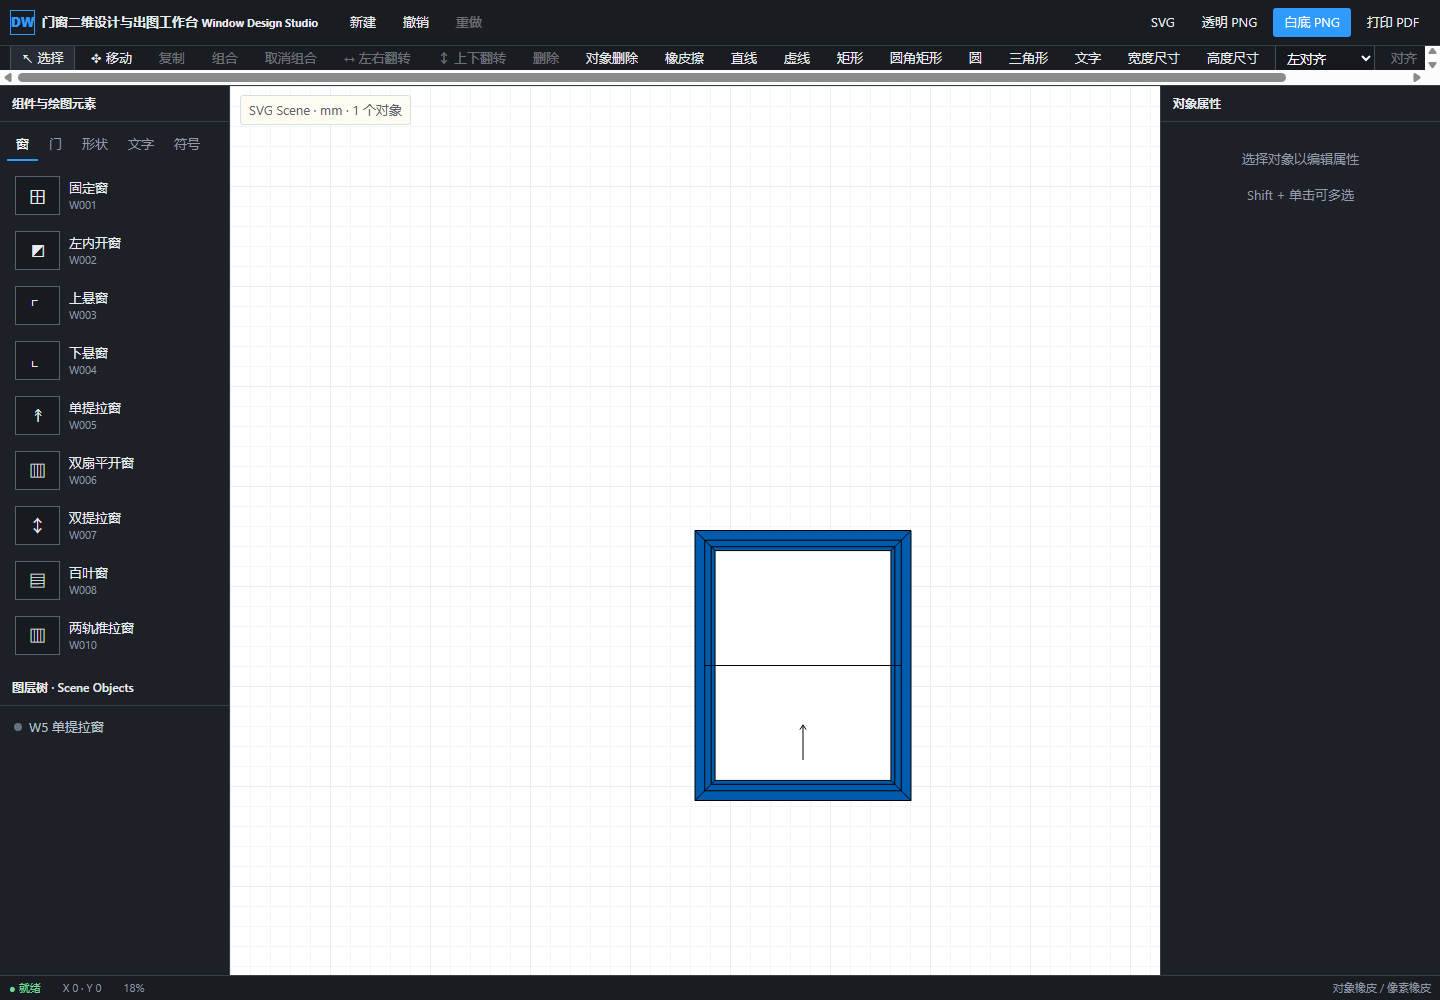 DW 门窗二维设计与出图工作台 Window Design Studio 新建 撤销 重做 SVG 透明 PNG 白底 PNG 打印 PDF
选择 移动 复制 组合 取消组合 左右翻转 上下翻转 删除 对象删除 橡皮擦 直线 虚线 矩形 圆角矩形 圆 三角形 文字 宽度尺寸 高度尺寸 左对齐 对齐
组件与绘图元素
窗 门 形状 文字 符号
固定窗
W001
左内开窗
W002
上悬窗
W003
下悬窗
W004
单提拉窗
W005
双扇平开窗
W006
双提拉窗
W007
百叶窗
W008
两轨推拉窗
W010
图层树 · Scene Objects
W5 单提拉窗
SVG Scene · mm · 1 个对象
对象属性
选择对象以编辑属性
Shift + 单击可多选
就绪 X 0 · Y 0 18% 对象橡皮 / 像素橡皮